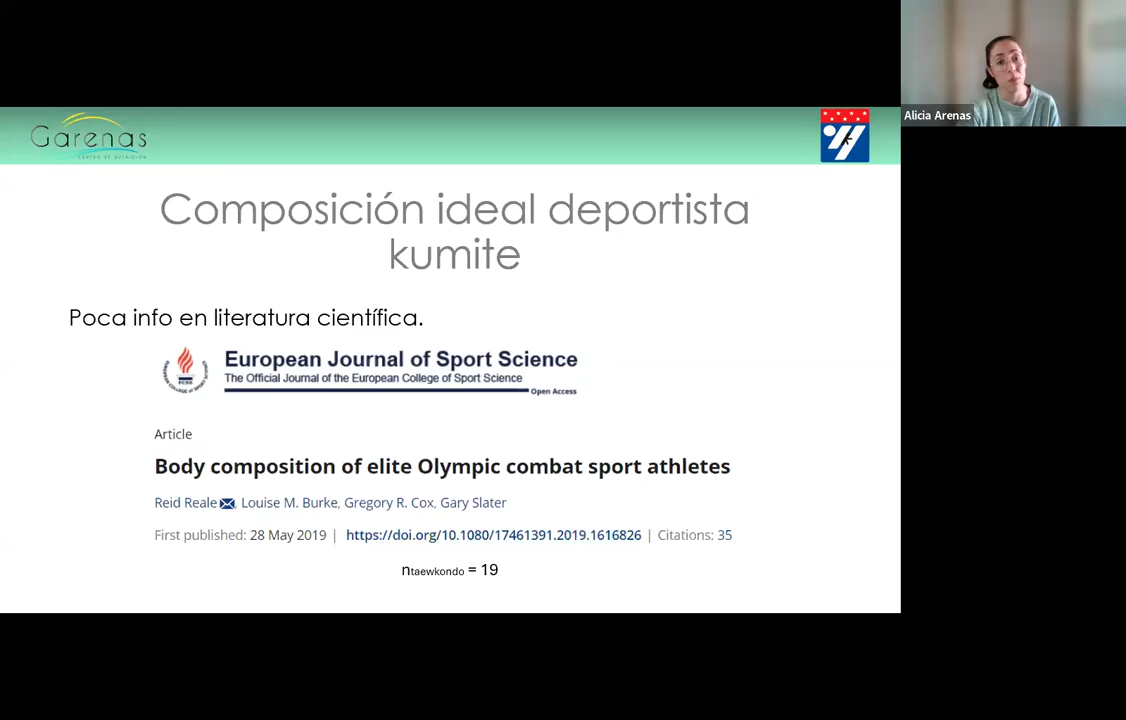 Alicia Arenas
Garenas
CENTRO DE NUTRICIÓN
Composición ideal deportista
kumite
Poca info en literatura científica.
European Journal of Sport Science
The Official Journal of the European College of Sport Science
Open Access
Article
Body composition of elite Olympic combat sport athletes
Reid Reale, Louise M. Burke, Gregory R. Cox, Gary Slater
First published: 28 May 2019 | https://doi.org/10.1080/17461391.2019.1616826 | Citations: 35
ntaewkondo = 19